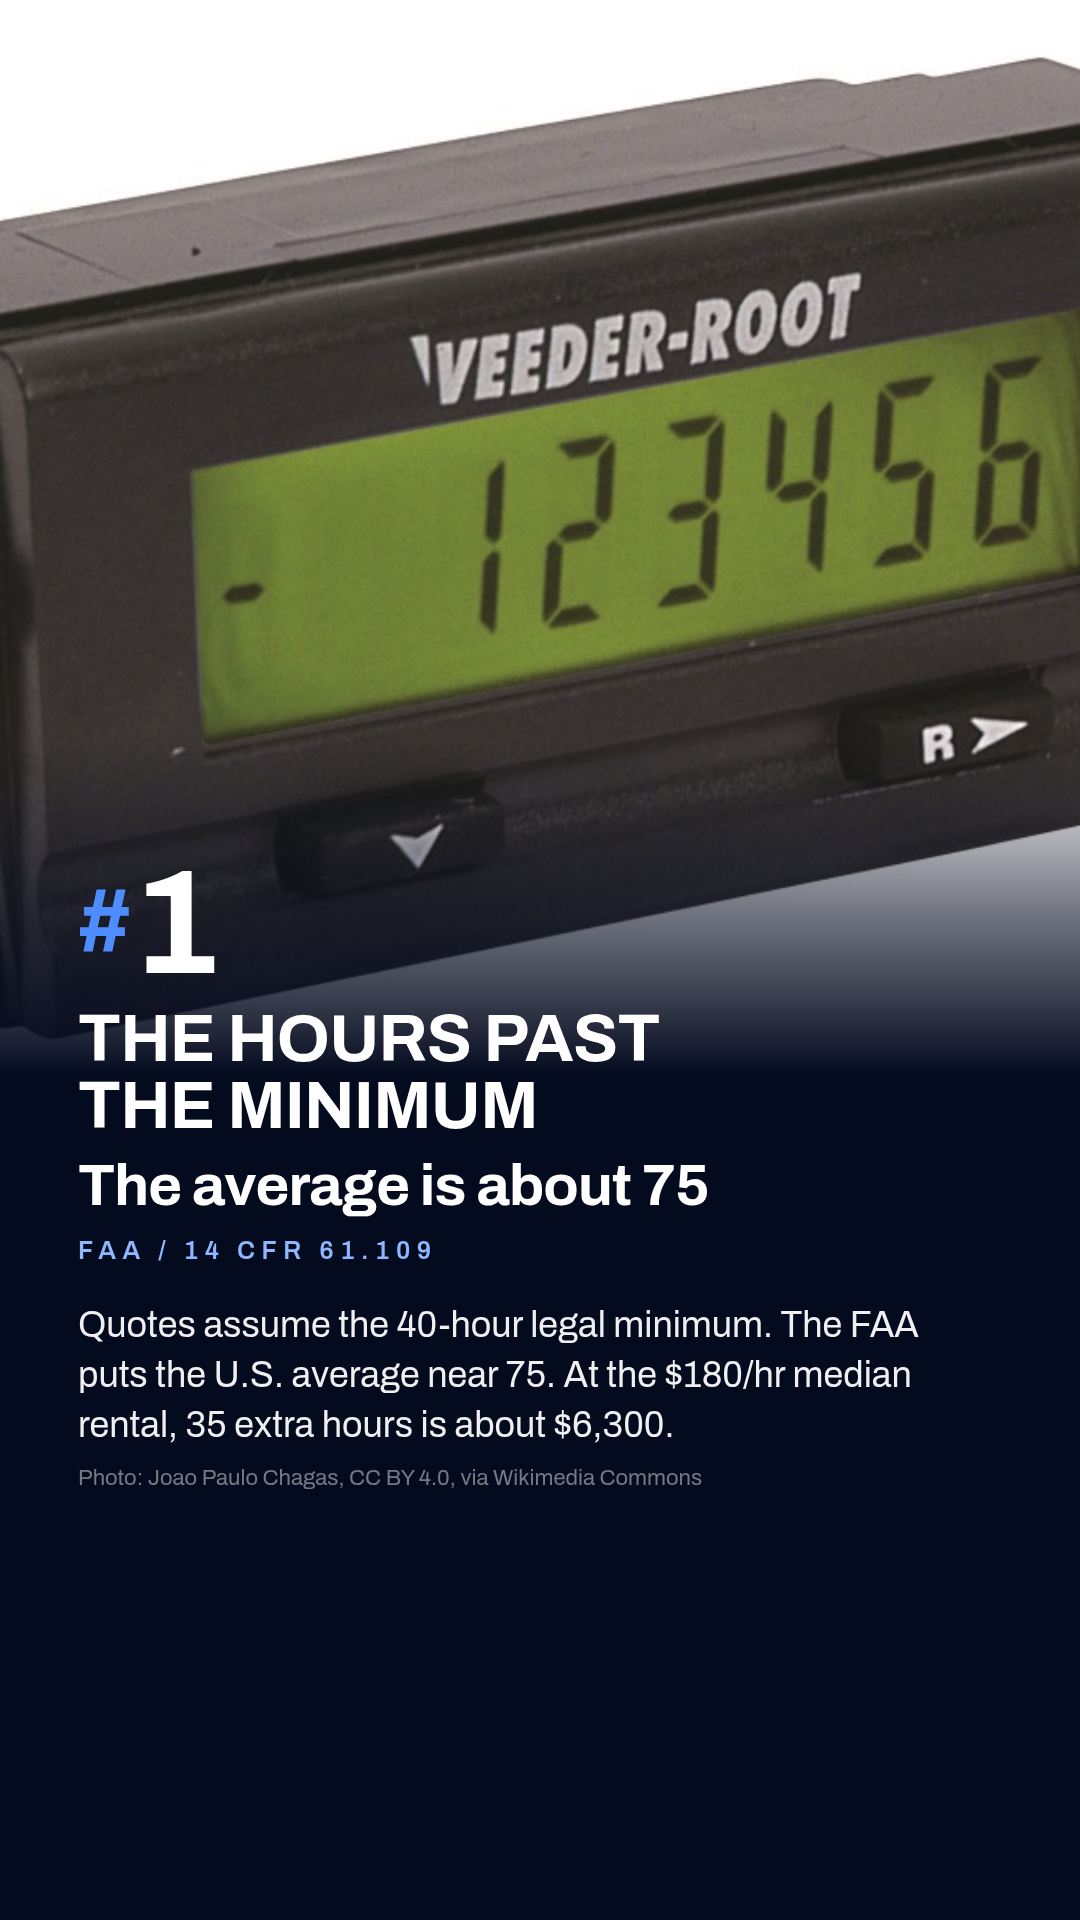 VEEDER-ROOT
- 123456
R
#1
THE HOURS PAST
THE MINIMUM
The average is about 75
FAA / 14 CFR 61.109
Quotes assume the 40-hour legal minimum. The FAA
puts the U.S. average near 75. At the $180/hr median
rental, 35 extra hours is about $6,300.
Photo: Joao Paulo Chagas, CC BY 4.0, via Wikimedia Commons